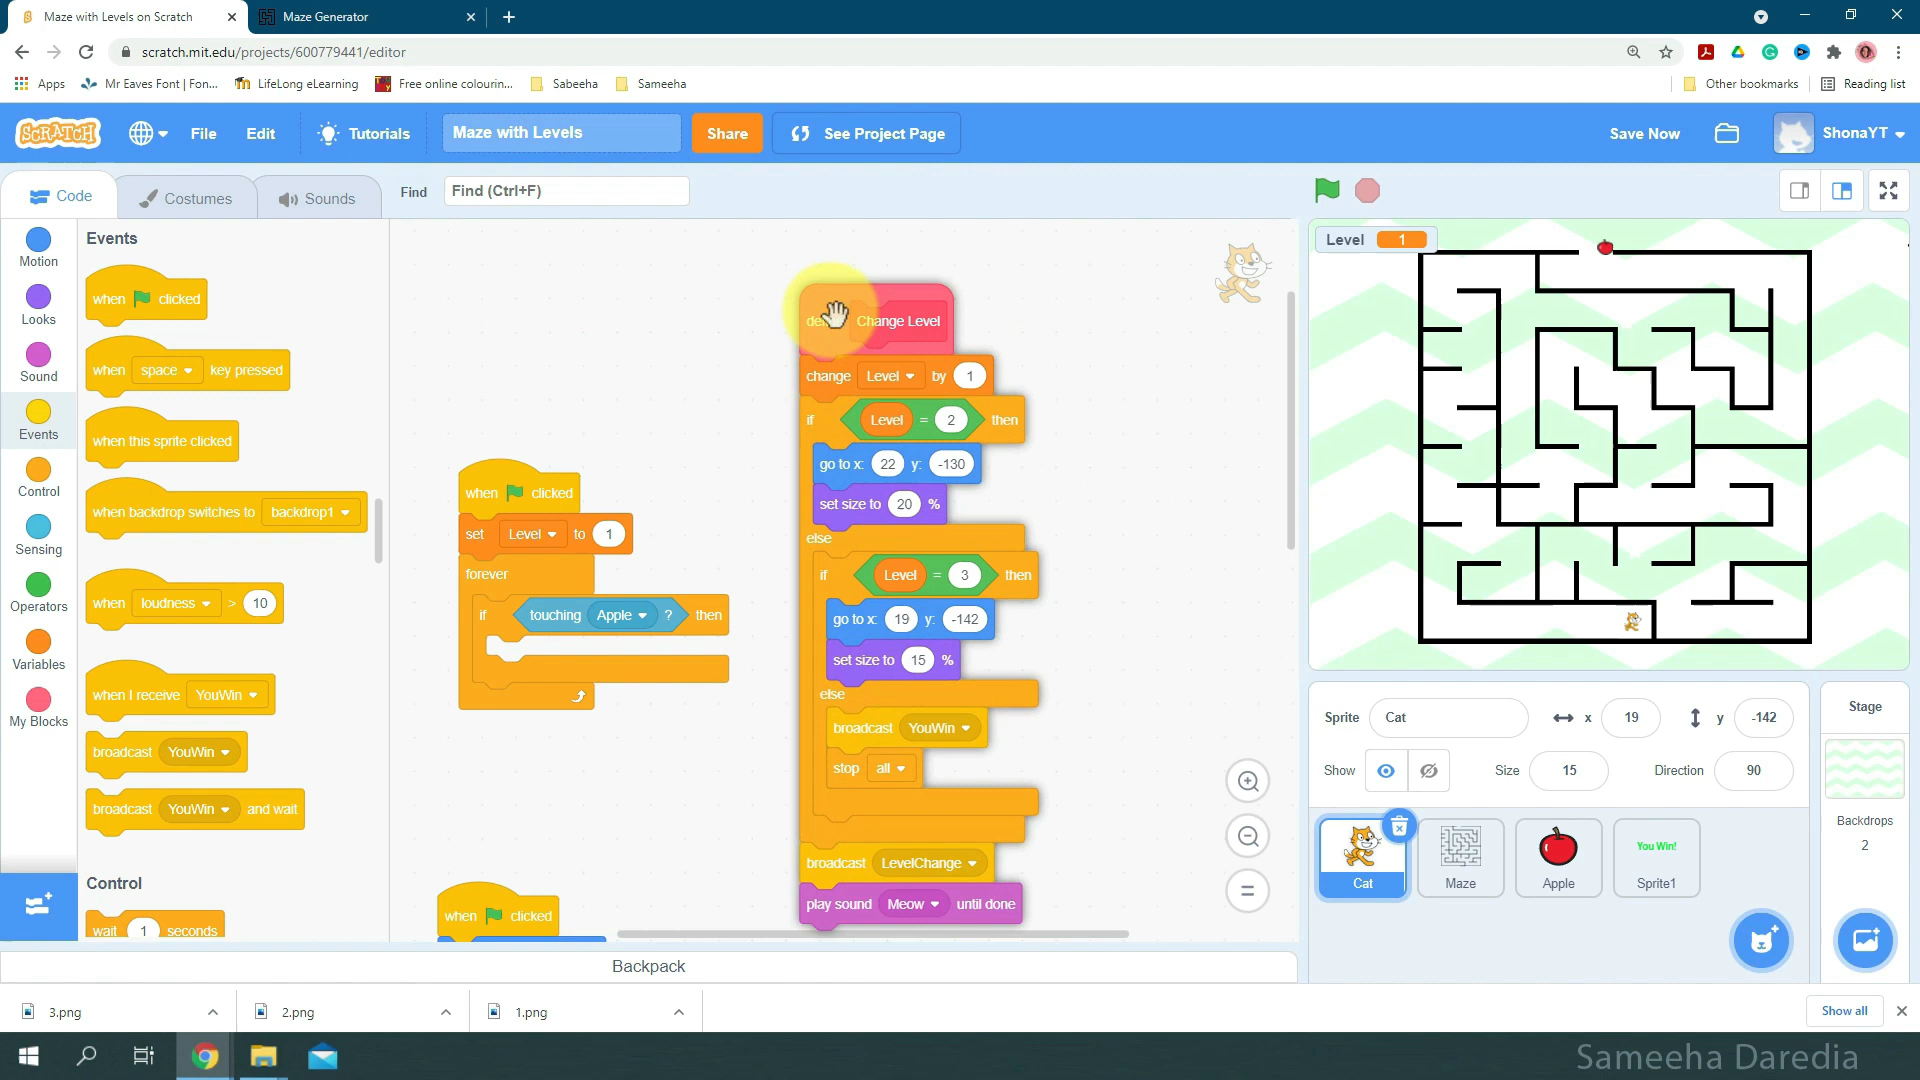 Maze with Levels on Scratch
Maze Generator
scratch.mit.edu/projects/600779441/editor
Apps
Mr Eaves Font | Fon...
LifeLong eLearning
Free online colourin...
Sabeeha
Sameeha
Other bookmarks
Reading list
SCRATCH
File
Edit
Tutorials
Maze with Levels
Share
See Project Page
Save Now
ShonaYT
Code
Costumes
Sounds
Find
Find (Ctrl+F)
Motion
Looks
Sound
Events
Control
Sensing
Operators
Variables
My Blocks
Events
when clicked
when space key pressed
when this sprite clicked
when backdrop switches to backdrop1
when loudness > 10
when I receive YouWin
broadcast YouWin
broadcast YouWin and wait
Control
wait 1 seconds
when clicked
set Level to 1
forever
if touching Apple ? then
when clicked
Change Level
change Level by 1
if Level = 2 then
go to x: 22 y: -130
set size to 20 %
else
if Level = 3 then
go to x: 19 y: -142
set size to 15 %
else
broadcast YouWin
stop all
broadcast LevelChange
play sound Meow until done
Level 1
Sprite Cat x 19 y -142
Show Size 15 Direction 90
Cat
Maze
Apple
You Win!
Sprite1
Stage
Backdrops
2
Backpack
3.png
2.png
1.png
Show all
Sameeha Daredia